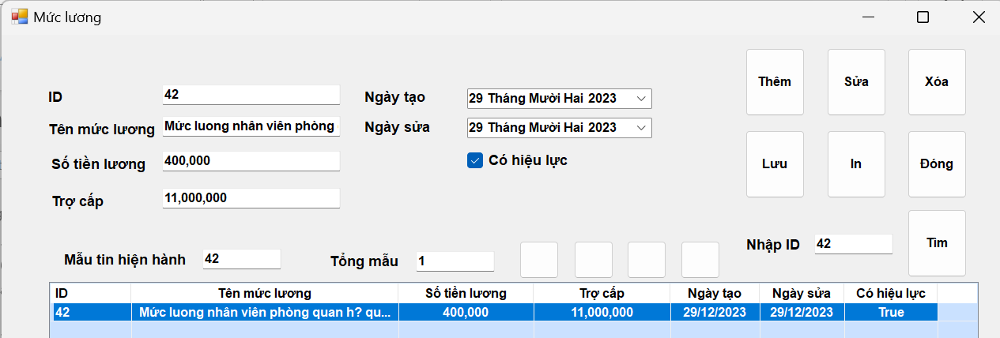 Mức lương
ID 42
Tên mức lương Mức luong nhân viên phòng
Số tiền lương 400,000
Trợ cấp 11,000,000
Ngày tạo 29 Tháng Mười Hai 2023
Ngày sửa 29 Tháng Mười Hai 2023
Có hiệu lực
Thêm Sửa Xóa
Lưu In Đóng
Nhập ID 42 Tìm
Mẫu tin hiện hành 42 Tổng mẫu 1
ID Tên mức lương Số tiền lương Trợ cấp Ngày tạo Ngày sửa Có hiệu lực
42 Mức luong nhân viên phòng quan h? qu... 400,000 11,000,000 29/12/2023 29/12/2023 True